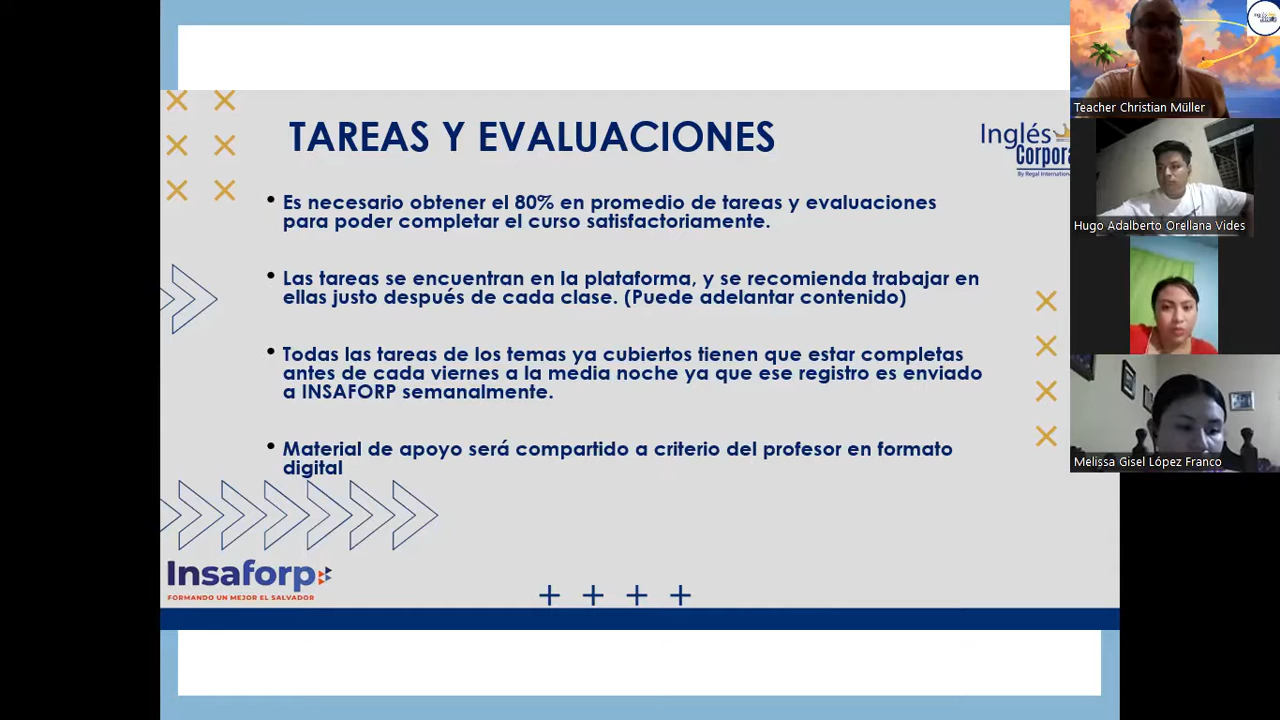 TAREAS Y EVALUACIONES
Inglés
Corpora
By Regal Internationa
• Es necesario obtener el 80% en promedio de tareas y evaluaciones
para poder completar el curso satisfactoriamente.
• Las tareas se encuentran en la plataforma, y se recomienda trabajar en
ellas justo después de cada clase. (Puede adelantar contenido)
• Todas las tareas de los temas ya cubiertos tienen que estar completas
antes de cada viernes a la media noche ya que ese registro es enviado
a INSAFORP semanalmente.
• Material de apoyo será compartido a criterio del profesor en formato
digital
Insaforp
FORMANDO UN MEJOR EL SALVADOR
Teacher Christian Müller
Hugo Adalberto Orellana Vides
Melissa Gisel López Franco